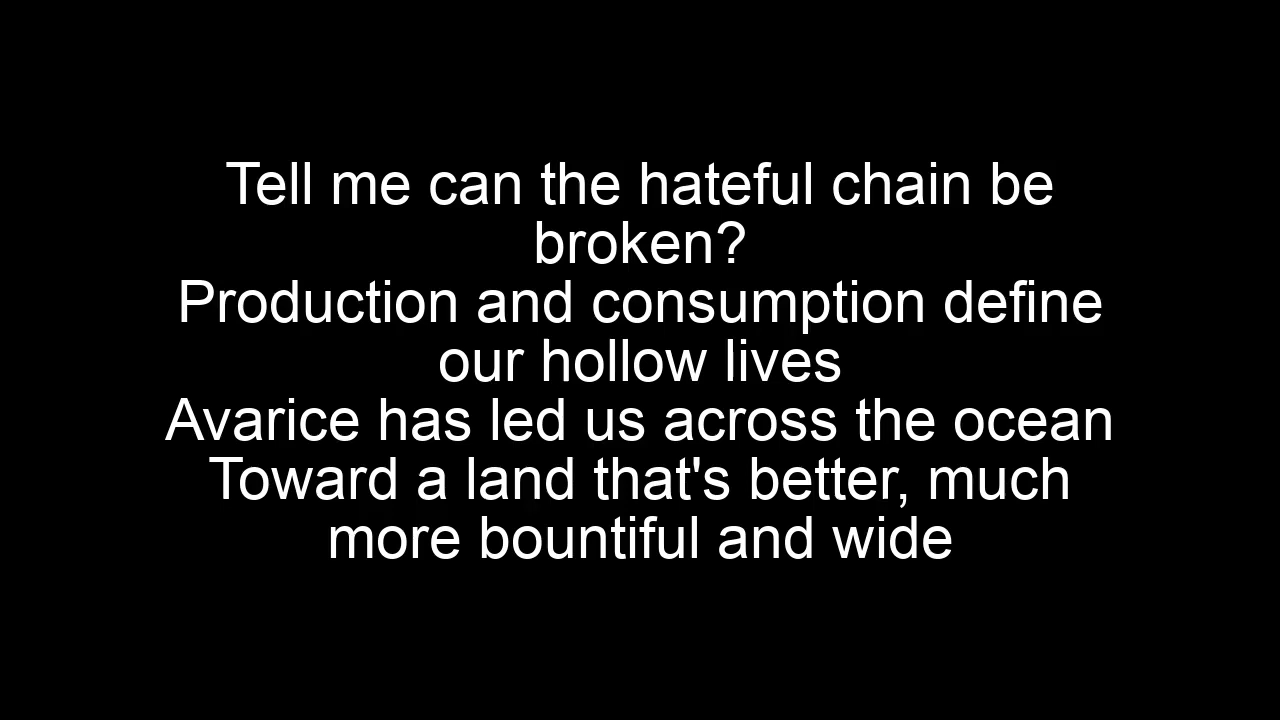 Tell me can the hateful chain be
broken?
Production and consumption define
our hollow lives
Avarice has led us across the ocean
Toward a land that's better, much
more bountiful and wide